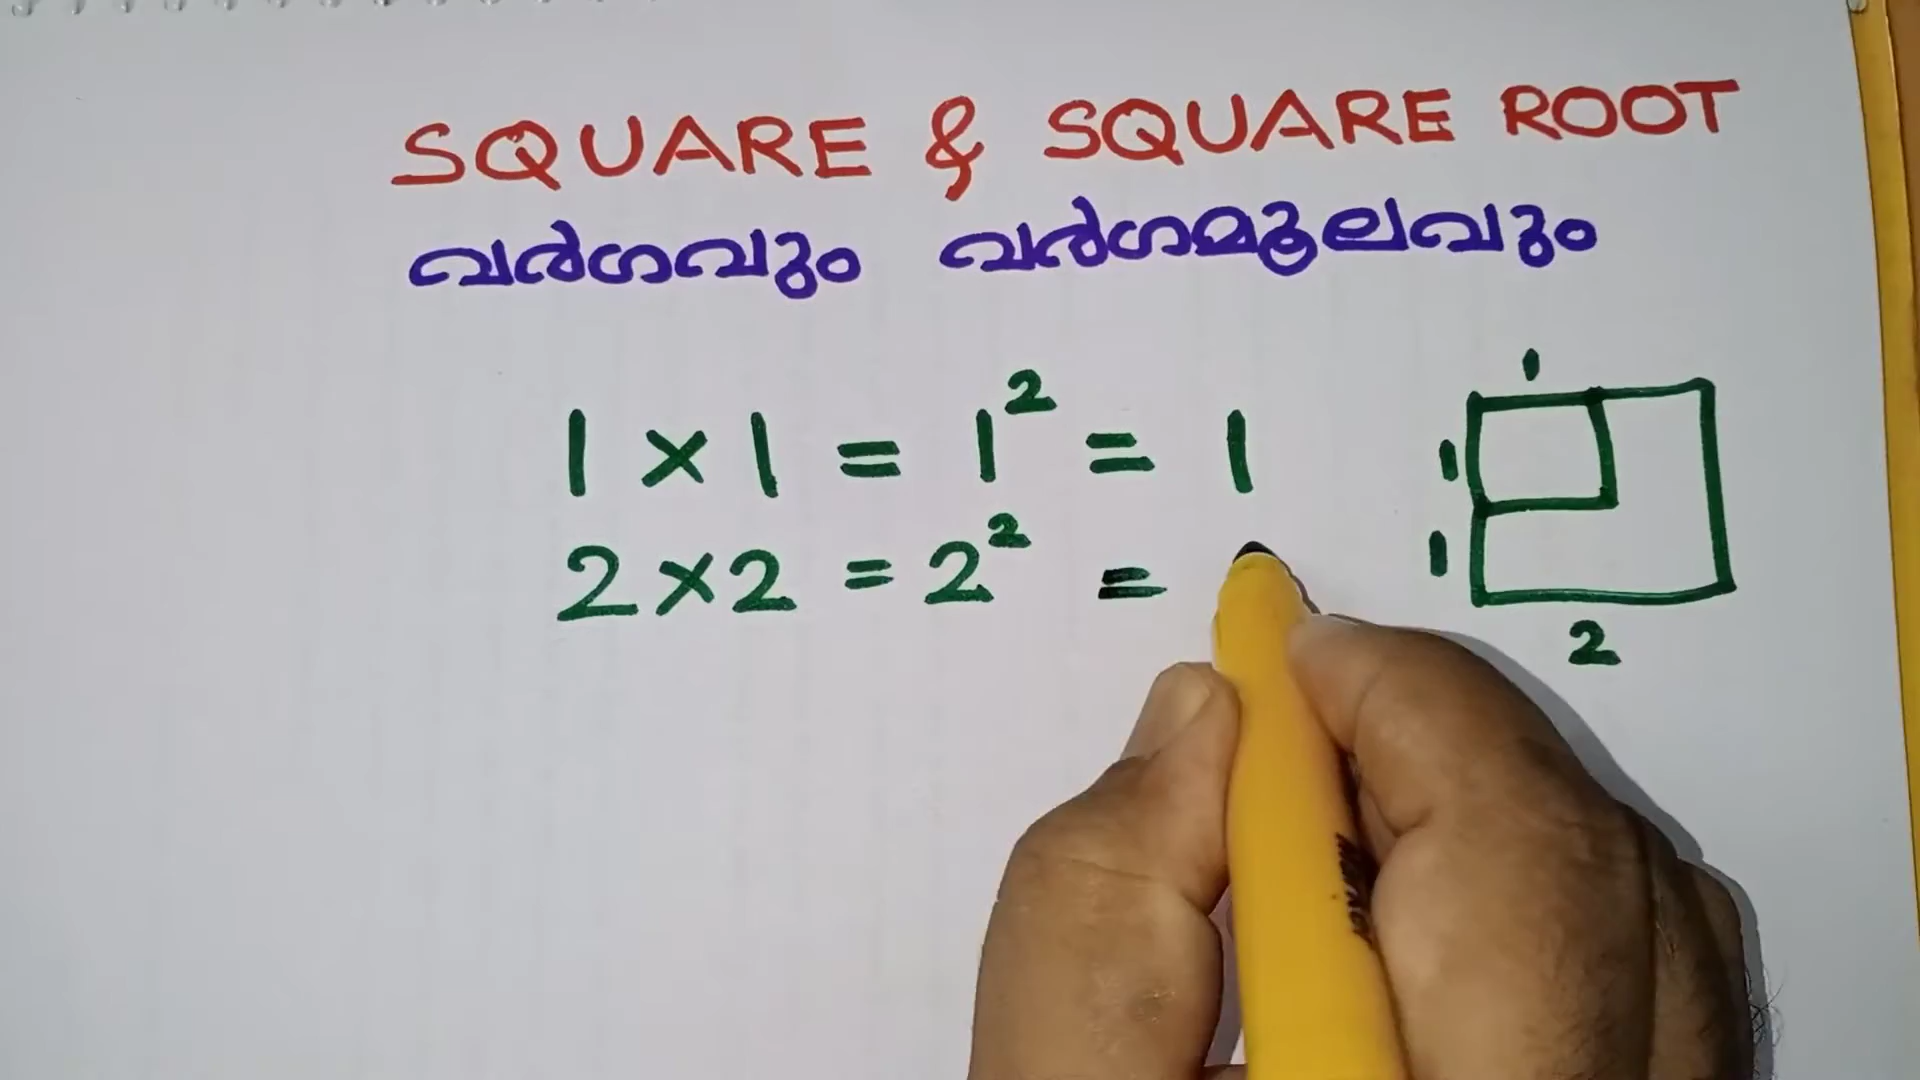 SQUARE & SQUARE ROOT
വർഗവും വർഗമൂലവും
1 × 1 = 1² = 1
2 × 2 = 2² =
1
1
1
2